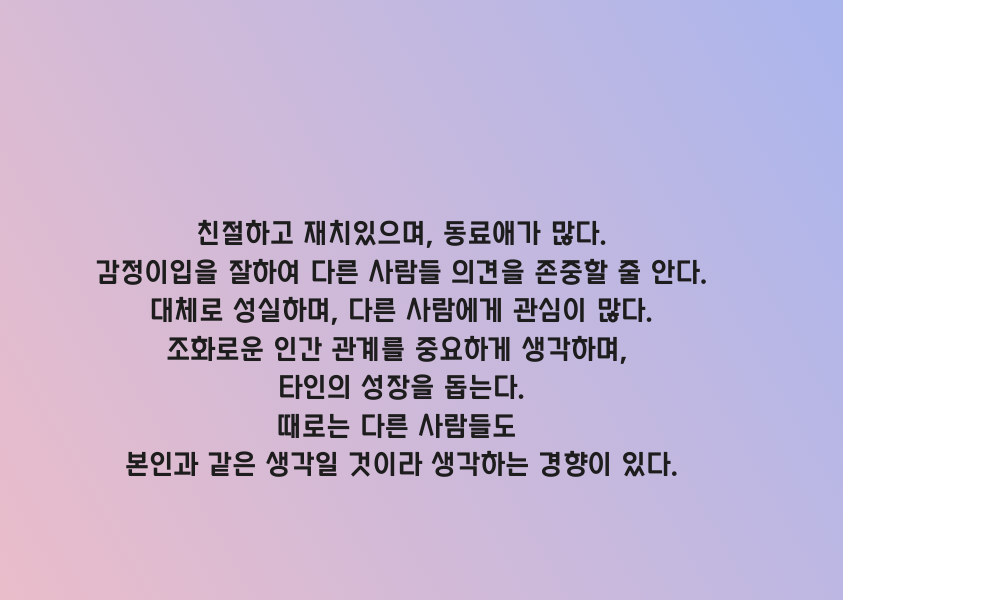 친절하고 재치있으며, 동료애가 많다.
감정이입을 잘하여 다른 사람들 의견을 존중할 줄 안다.
대체로 성실하며, 다른 사람에게 관심이 많다.
조화로운 인간 관계를 중요하게 생각하며,
타인의 성장을 돕는다.
때로는 다른 사람들도
본인과 같은 생각일 것이라 생각하는 경향이 있다.